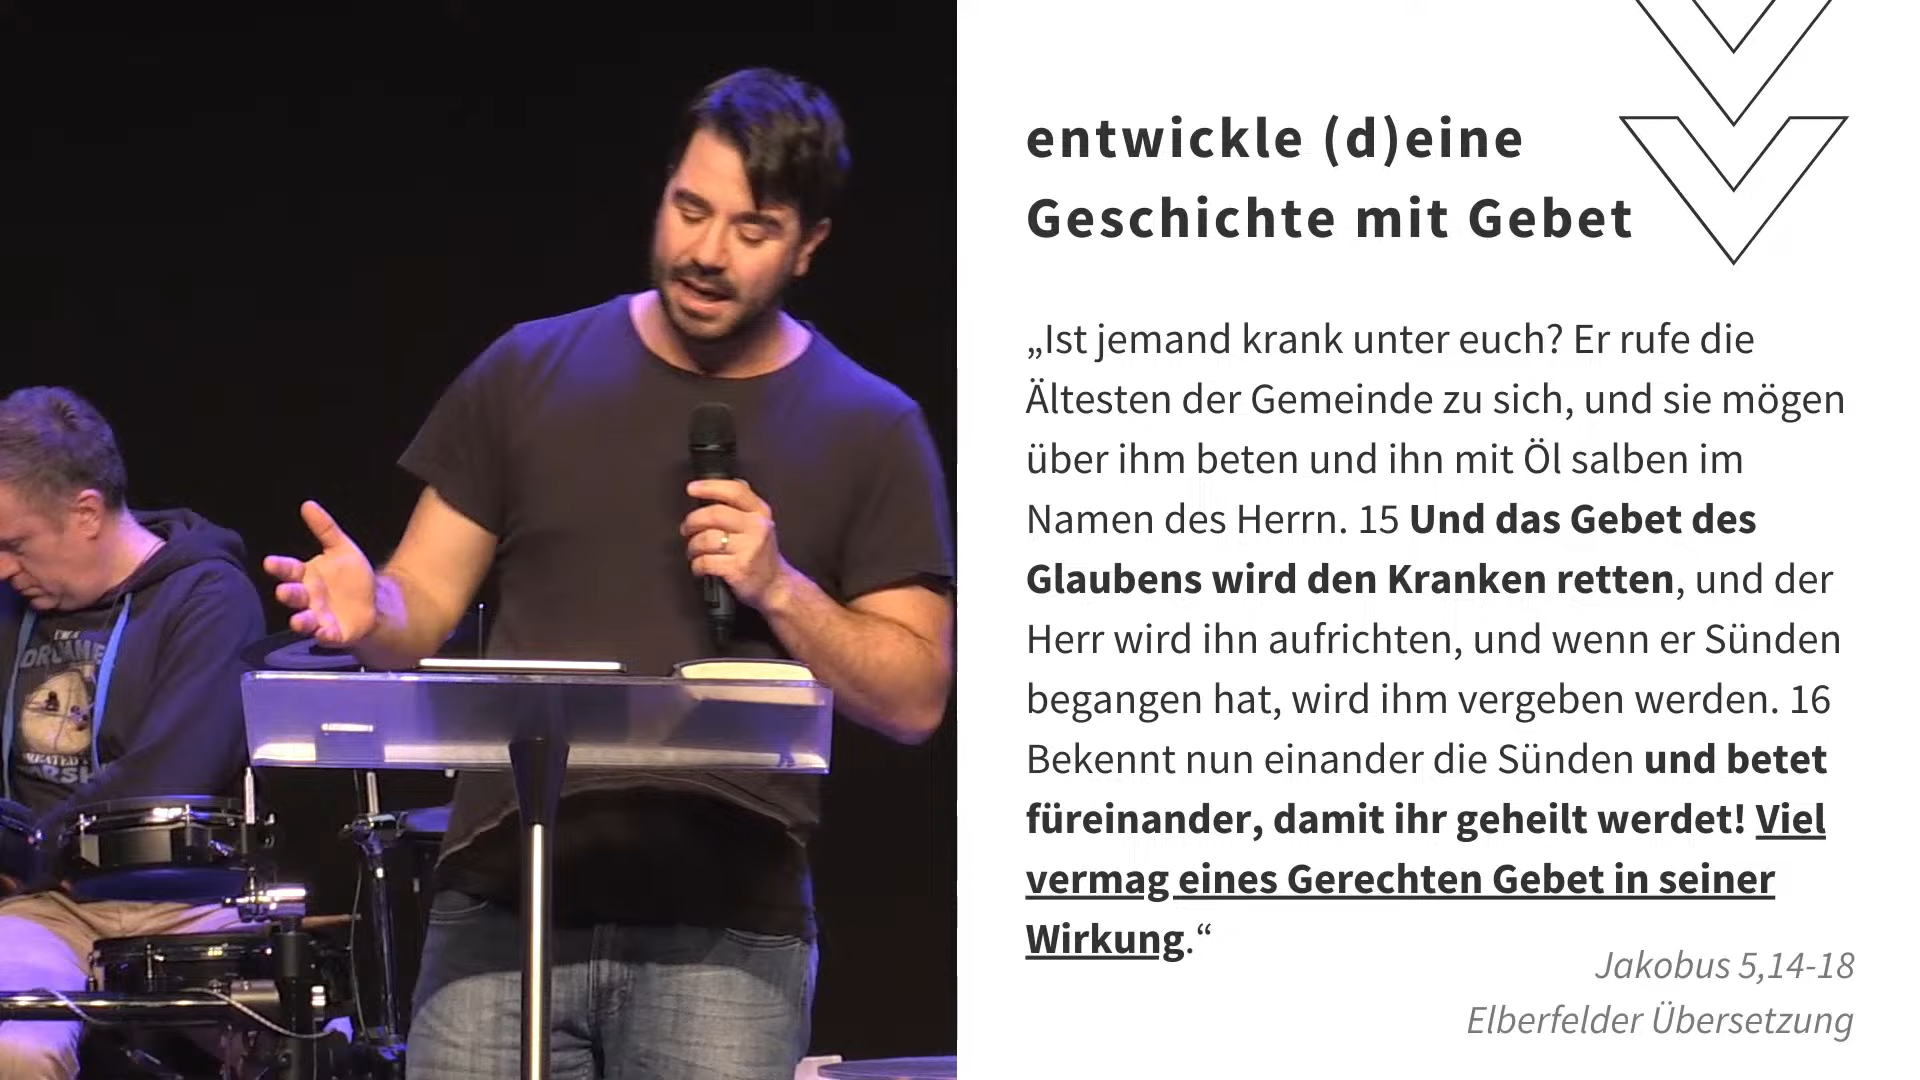 entwickle (d)eine
Geschichte mit Gebet
„Ist jemand krank unter euch? Er rufe die
Ältesten der Gemeinde zu sich, und sie mögen
über ihm beten und ihn mit Öl salben im
Namen des Herrn. 15 Und das Gebet des
Glaubens wird den Kranken retten, und der
Herr wird ihn aufrichten, und wenn er Sünden
begangen hat, wird ihm vergeben werden. 16
Bekennt nun einander die Sünden und betet
füreinander, damit ihr geheilt werdet! Viel
vermag eines Gerechten Gebet in seiner
Wirkung.“
Jakobus 5,14-18
Elberfelder Übersetzung